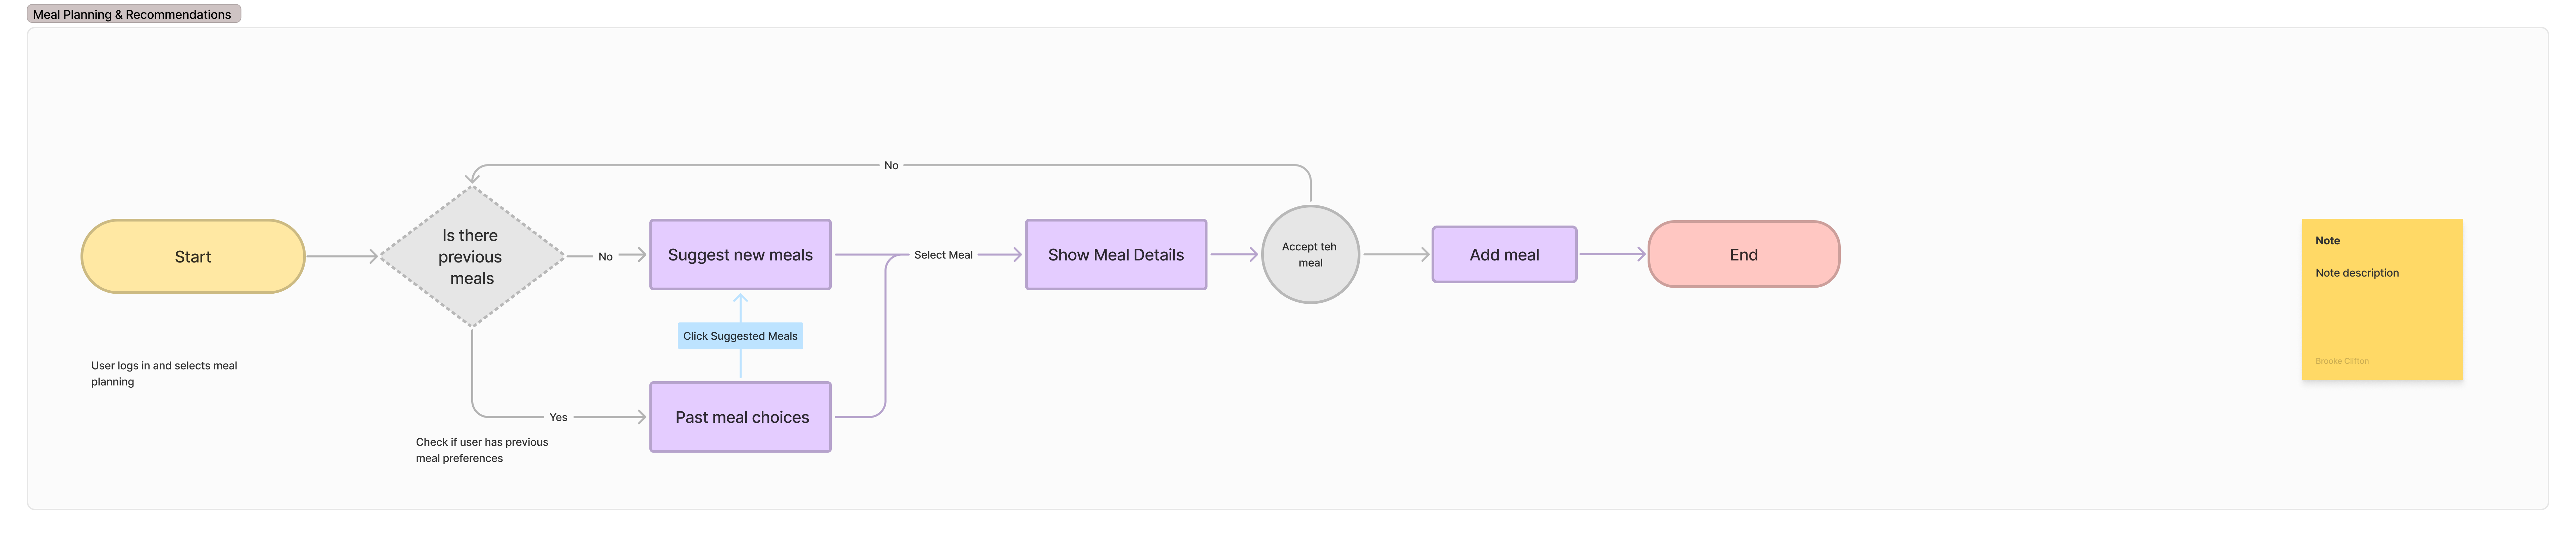 Meal Planning & Recommendations
No
Start
Is there
previous
meals
No
Suggest new meals
Select Meal
Show Meal Details
Accept teh
meal
Add meal
End
Note
Note description
Brooke Clifton
Click Suggested Meals
User logs in and selects meal
planning
Yes
Past meal choices
Check if user has previous
meal preferences